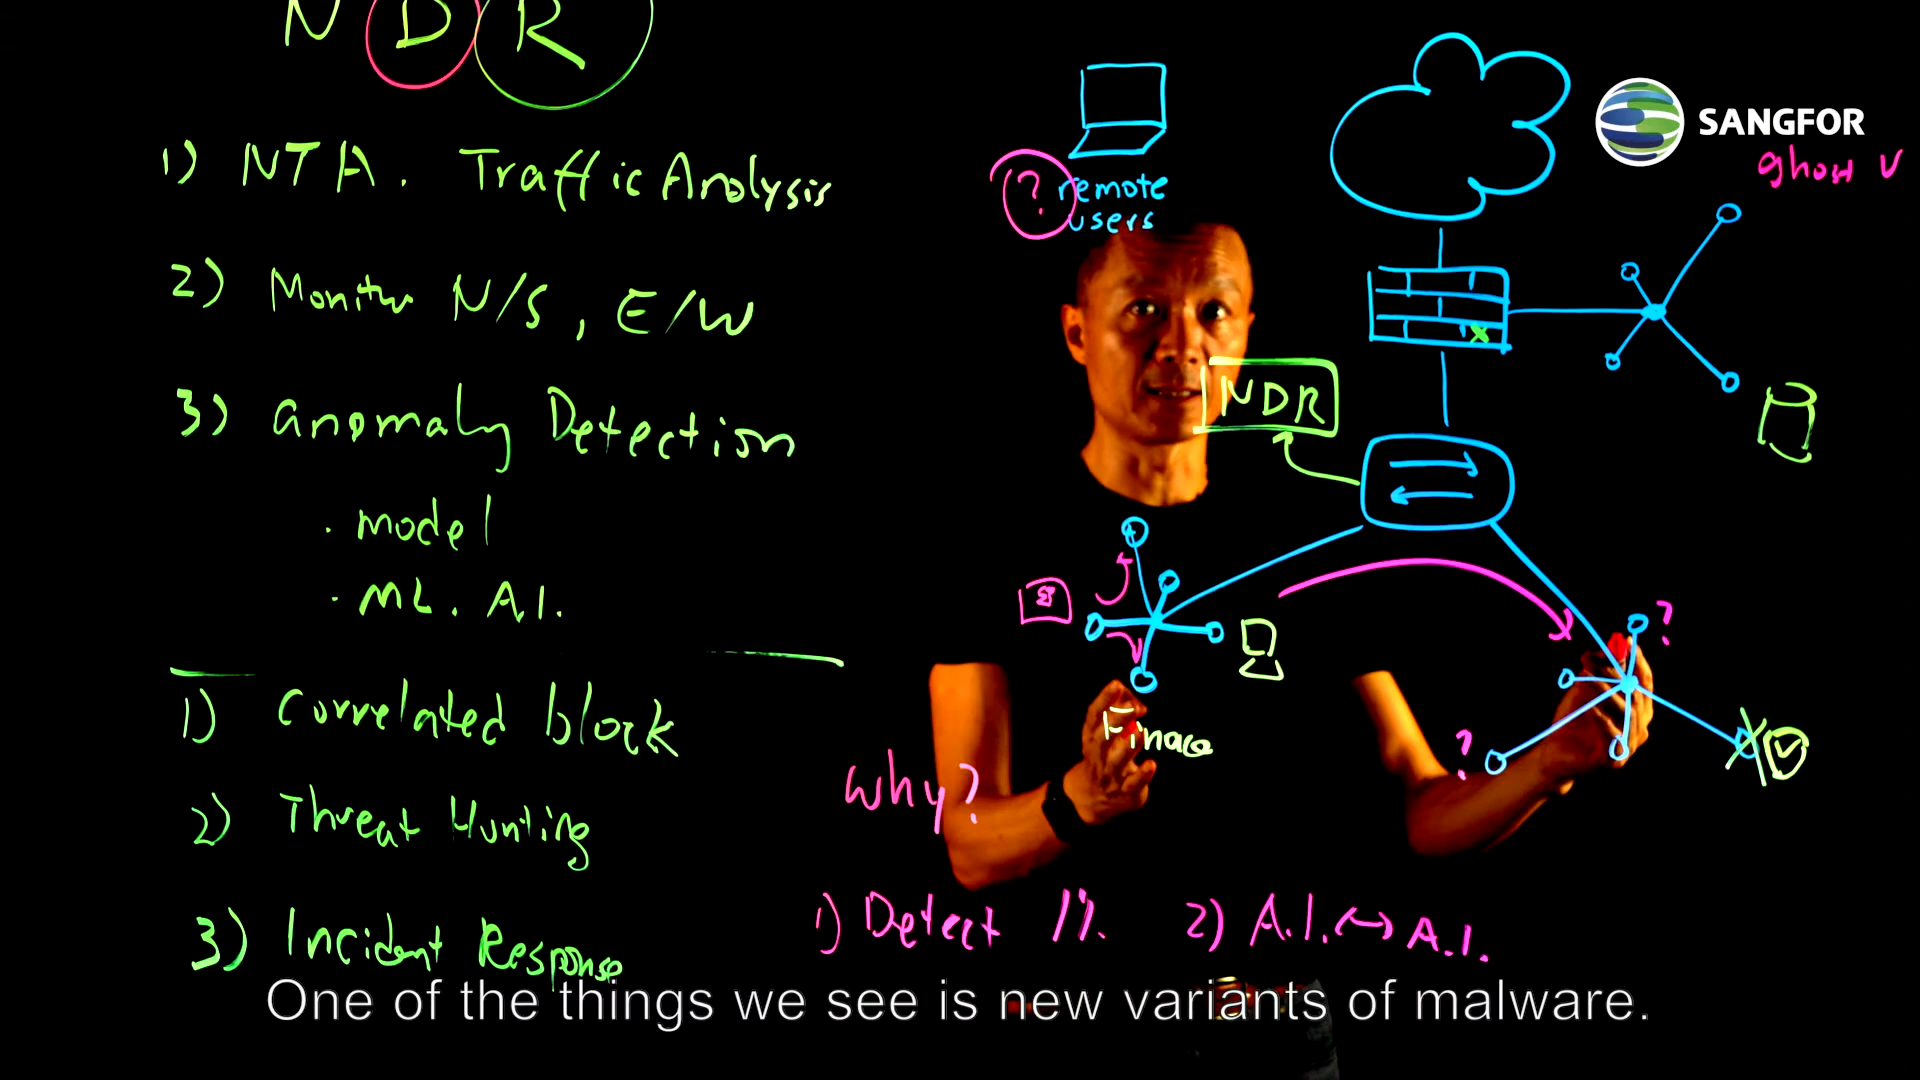 N D R
1) NTA. Traffic Analysis
2) Monitor N/S, E/W
3) Anomaly Detection
. model
. ML. A.I.
1) Correlated block
2) Threat Hunting
3) Incident Response
SANGFOR
ghost v
? remote
users
NDR
Finace
?
?
Why?
1) Detect 1%. 2) A.I. ↔ A.I.
One of the things we see is new variants of malware.